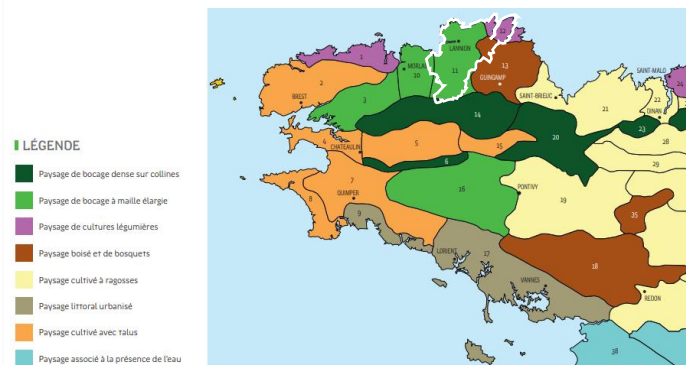 LÉGENDE
Paysage de bocage dense sur collines
Paysage de bocage à maille élargie
Paysage de cultures légumières
Paysage boisé et de bosquets
Paysage cultivé à ragosses
Paysage littoral urbanisé
Paysage cultivé avec talus
Paysage associé à la présence de l'eau
1
12
LANNION
MORLAI
10
11
13
GUINGAMP
SAINT-MALO
24
2
BREST
3
SAINT-BRIEUC
21
22
DINAN
14
23
4
CHATEAULIN
5
15
20
28
6
29
7
16
PONTIVY
8
QUIMPER
19
9
35
LORIENT
17
18
VANNES
REDON
38